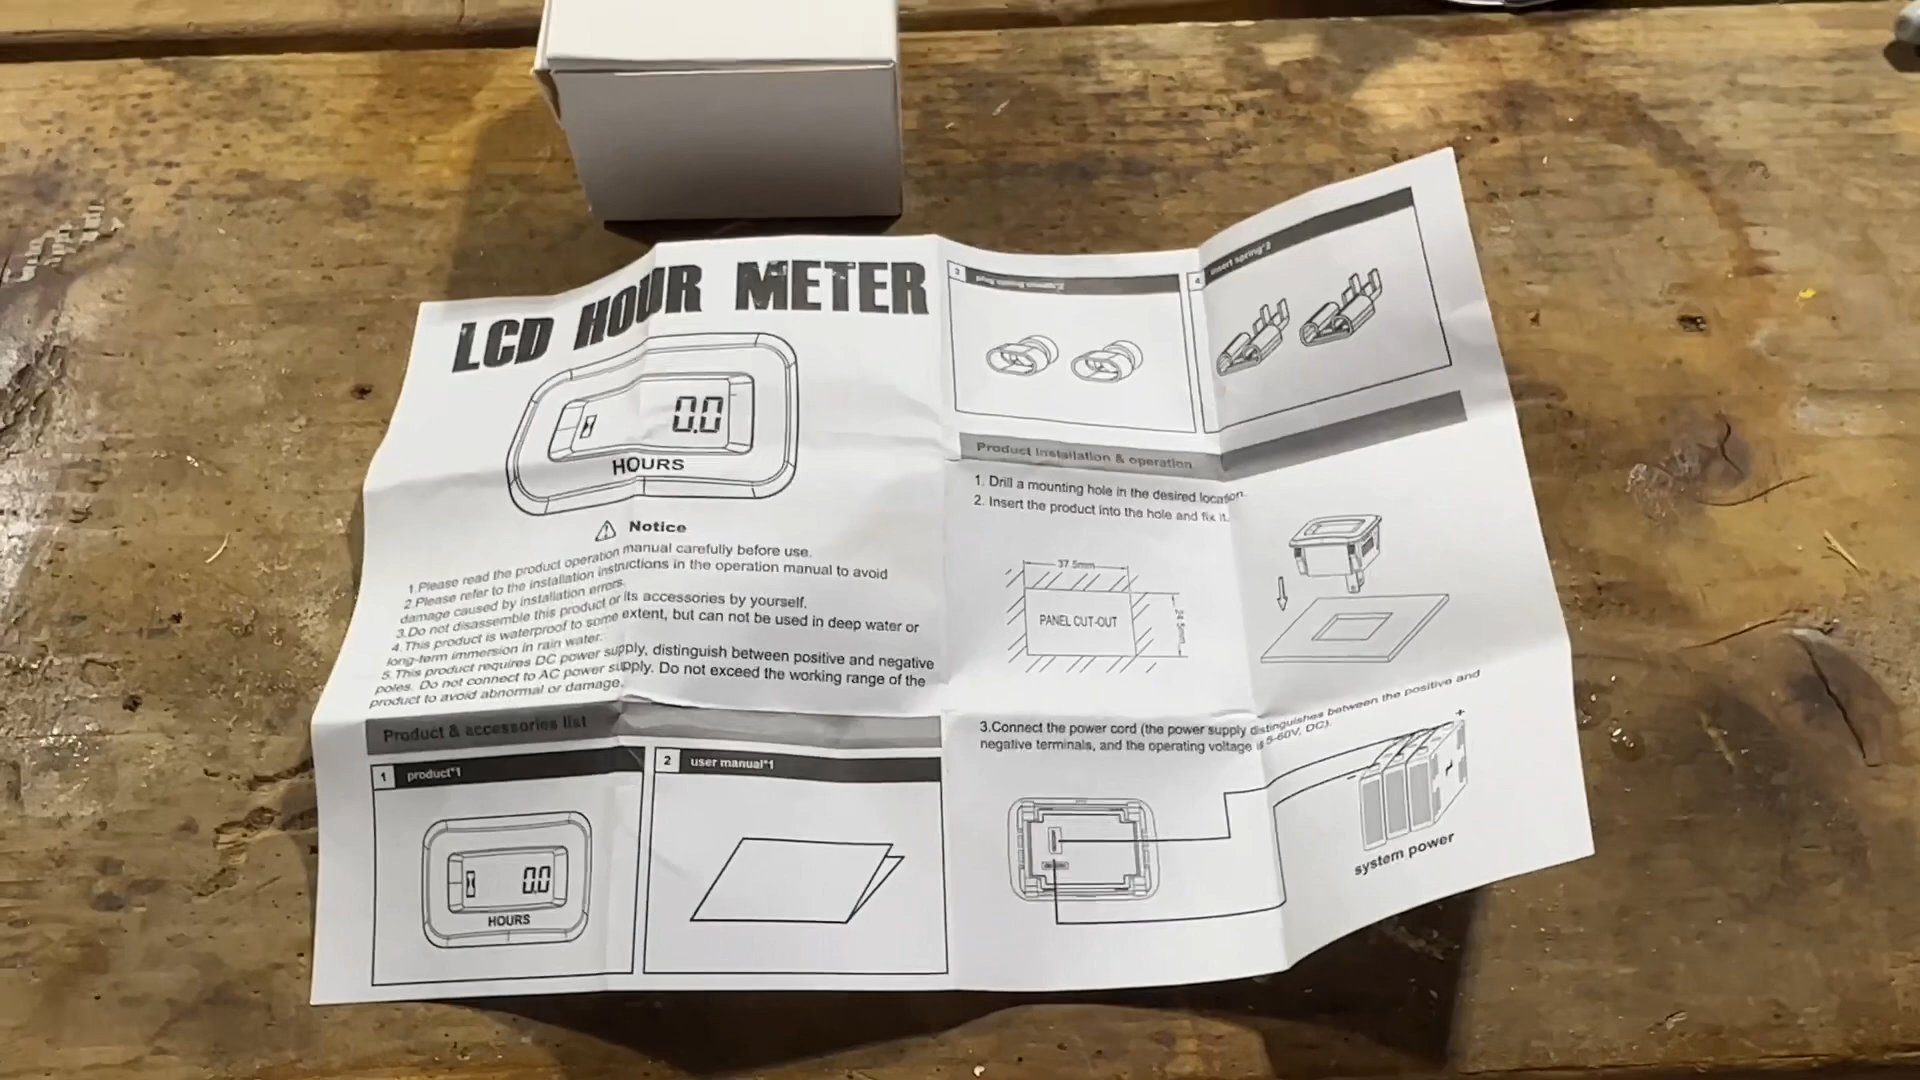 LCD HOUR METER
0.0
HOURS
Notice
1.Please read the product operation manual carefully before use.
2.Please refer to the installation instructions in the operation manual to avoid
damage caused by installation errors.
3.Do not disassemble this product or its accessories by yourself.
4.This product is waterproof to some extent, but can not be used in deep water or
long-term immersion in rain water.
5.This product requires DC power supply, distinguish between positive and negative
poles. Do not connect to AC power supply. Do not exceed the working range of the
product to avoid abnormal or damage.
Product & accessories list
1 product*1
0.0
HOURS
2 user manual*1
3
4 insert spring*2
Product installation & operation
1. Drill a mounting hole in the desired location.
2. Insert the product into the hole and fix it.
37.5mm
PANEL CUT-OUT
24.5mm
3.Connect the power cord (the power supply distinguishes between the positive and
negative terminals, and the operating voltage is 5-60V, DC).
+
-
system power